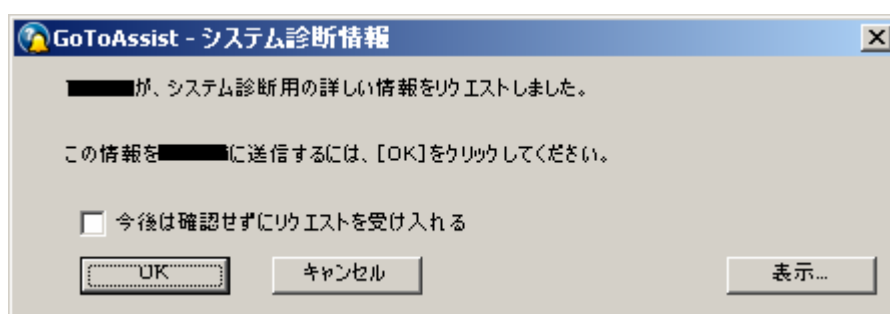 GoToAssist - システム診断情報
が、システム診断用の詳しい情報をリクエストしました。
この情報を に送信するには、[OK]をクリックしてください。
今後は確認せずにリクエストを受け入れる
OK キャンセル 表示...